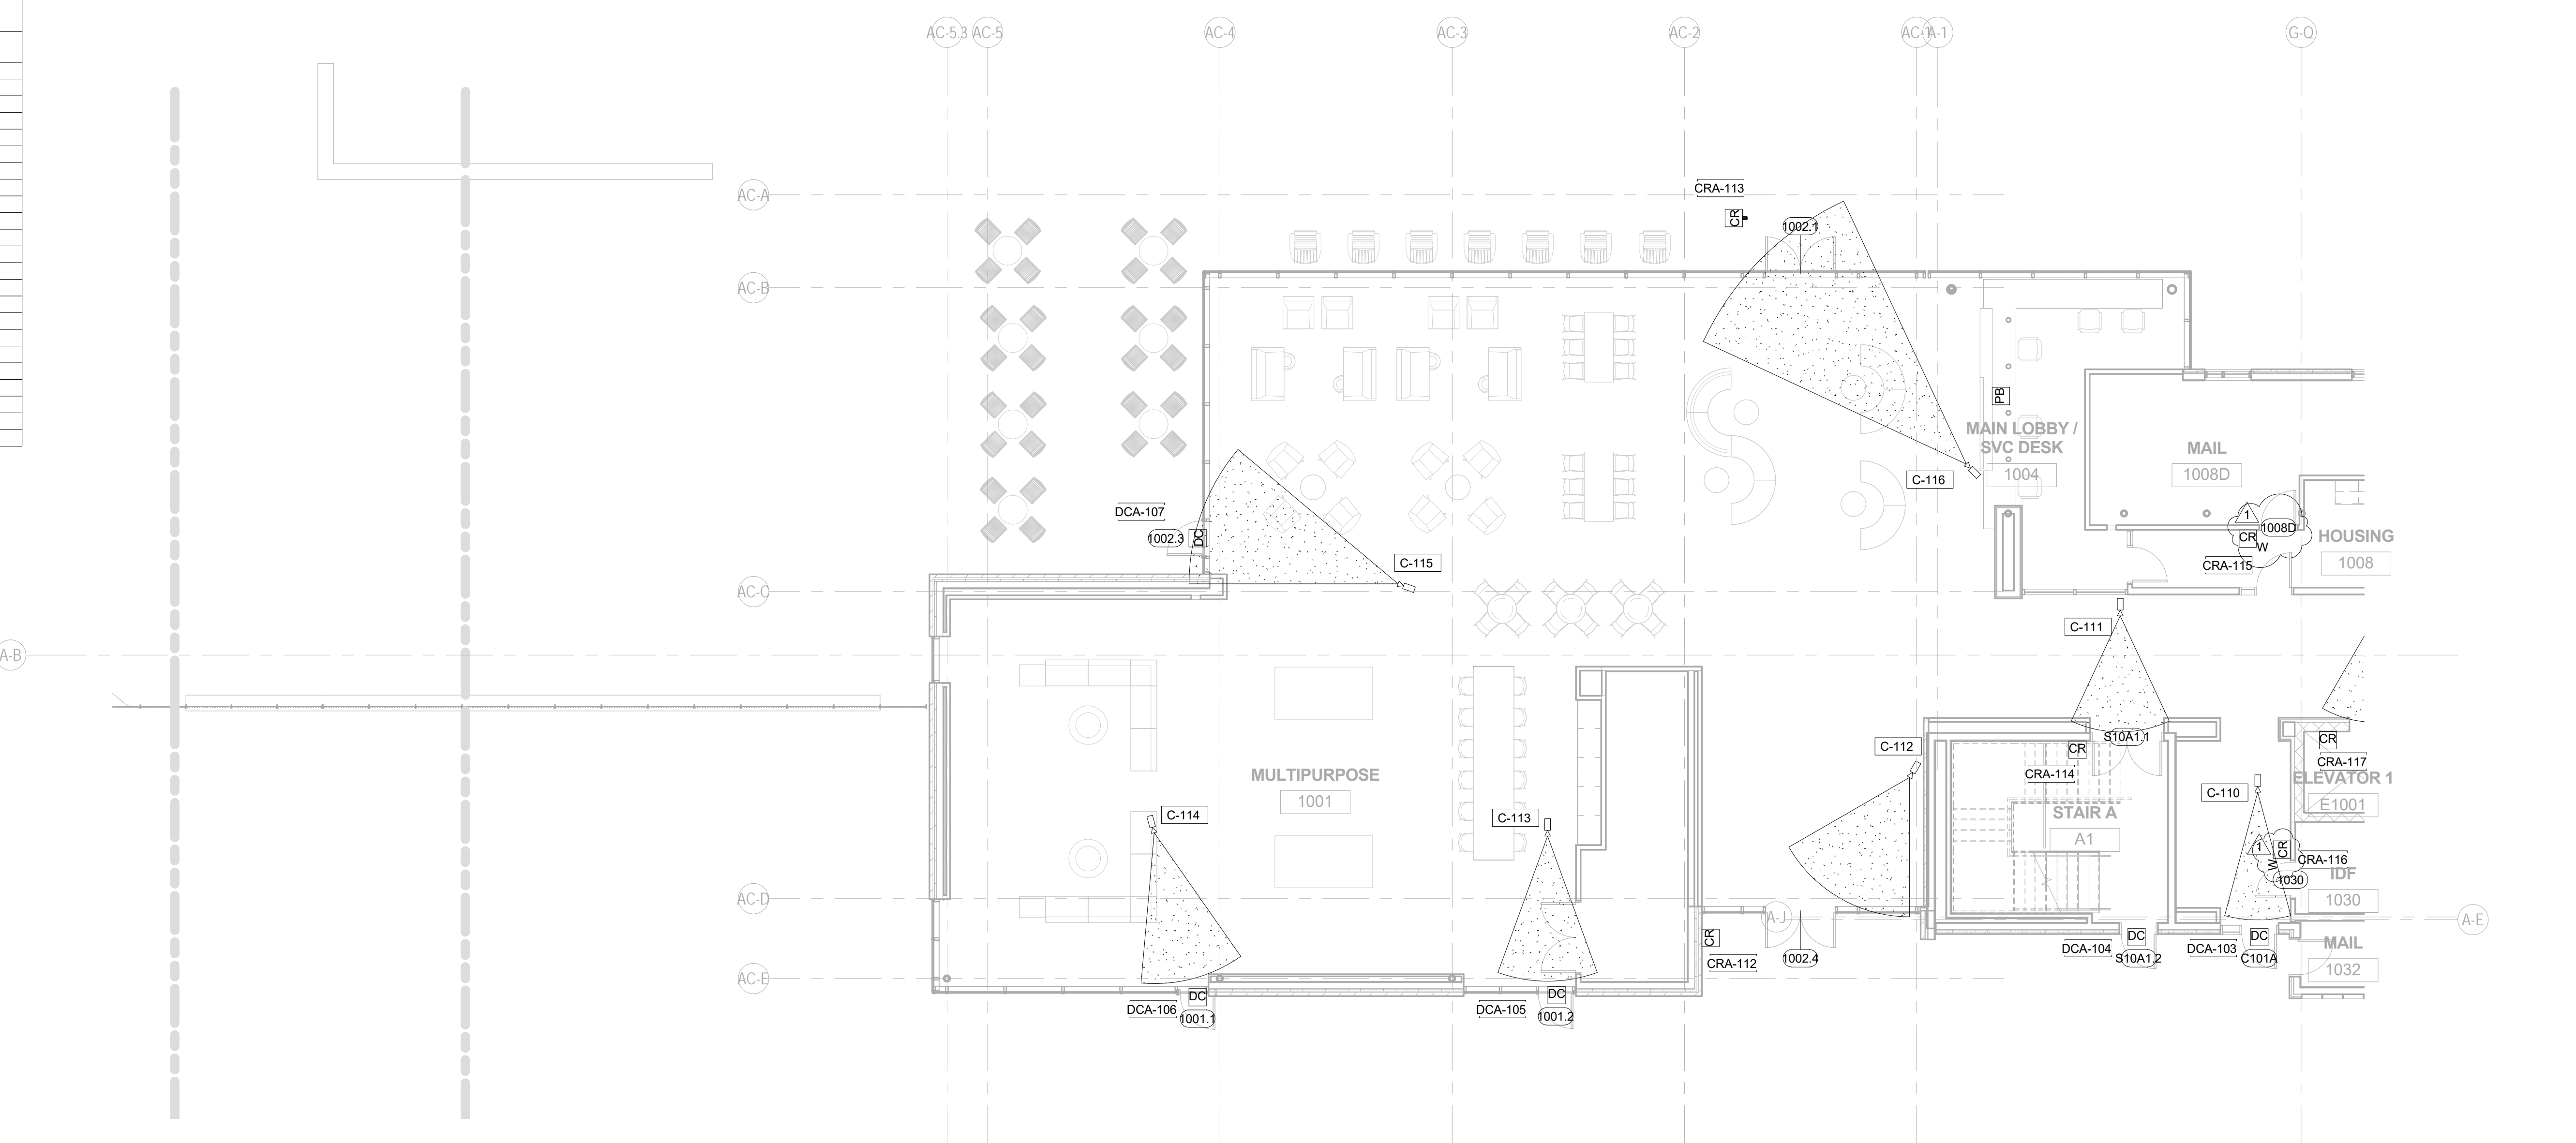 AC-5.3
AC-5
AC-4
AC-3
AC-2
AC-1
A-1
G-Q
AC-A
CRA-113
CR
1002.1
AC-B
PB
MAIN LOBBY /
SVC DESK
1004
MAIL
1008D
C-116
DCA-107
1002.3
DC
C-115
1
1008D
CR
W
CRA-115
HOUSING
1008
AC-C
C-111
A-B
S10A1.1
CR
CRA-114
C-112
CR
CRA-117
ELEVATOR 1
E1001
MULTIPURPOSE
1001
C-110
C-114
C-113
STAIR A
A1
1
CR
W
CRA-116
1030
IDF
1030
AC-D
A-J
A-E
CR
CRA-112
1002.4
DCA-104
DC
S10A1.2
DCA-103
DC
C101A
MAIL
1032
AC-E
DCA-106
DC
1001.1
DCA-105
DC
1001.2